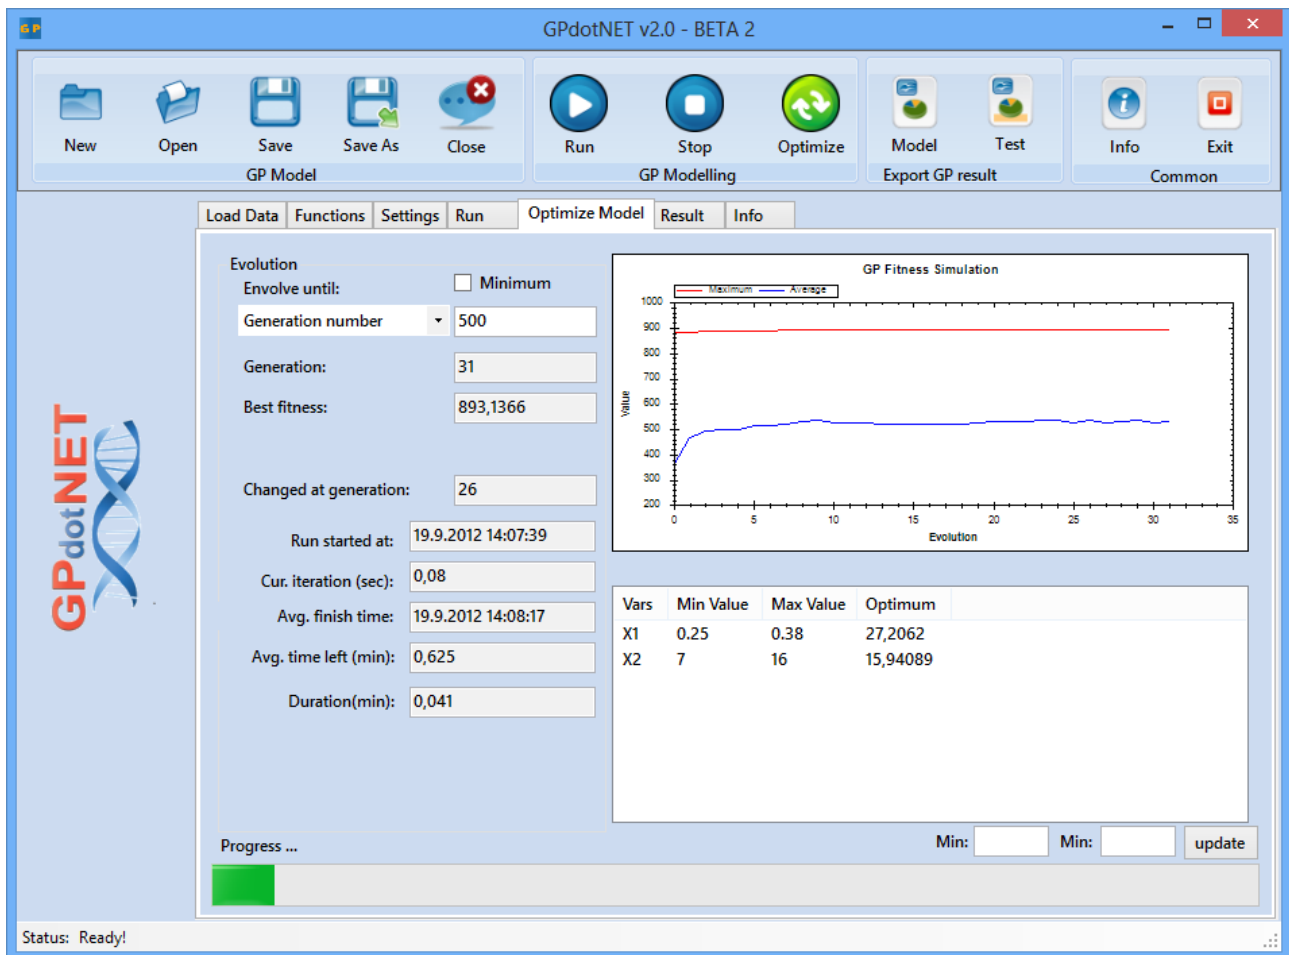 GP
GPdotNET v2.0 - BETA 2
New Open Save Save As Close Run Stop Optimize Model Test Info Exit
GP Model GP Modelling Export GP result Common
Load Data Functions Settings Run Optimize Model Result Info
Evolution
Envolve until: Minimum
Generation number 500
Generation: 31
Best fitness: 893,1366
Changed at generation: 26
Run started at: 19.9.2012 14:07:39
Cur. iteration (sec): 0,08
Avg. finish time: 19.9.2012 14:08:17
Avg. time left (min): 0,625
Duration(min): 0,041
GPdotNET
GP Fitness Simulation
Maximum Average
Value
1000
900
800
700
600
500
400
300
200
0 5 10 15 20 25 30 35
Evolution
Vars Min Value Max Value Optimum
X1 0.25 0.38 27,2062
X2 7 16 15,94089
Min: Min: update
Progress ...
Status: Ready!